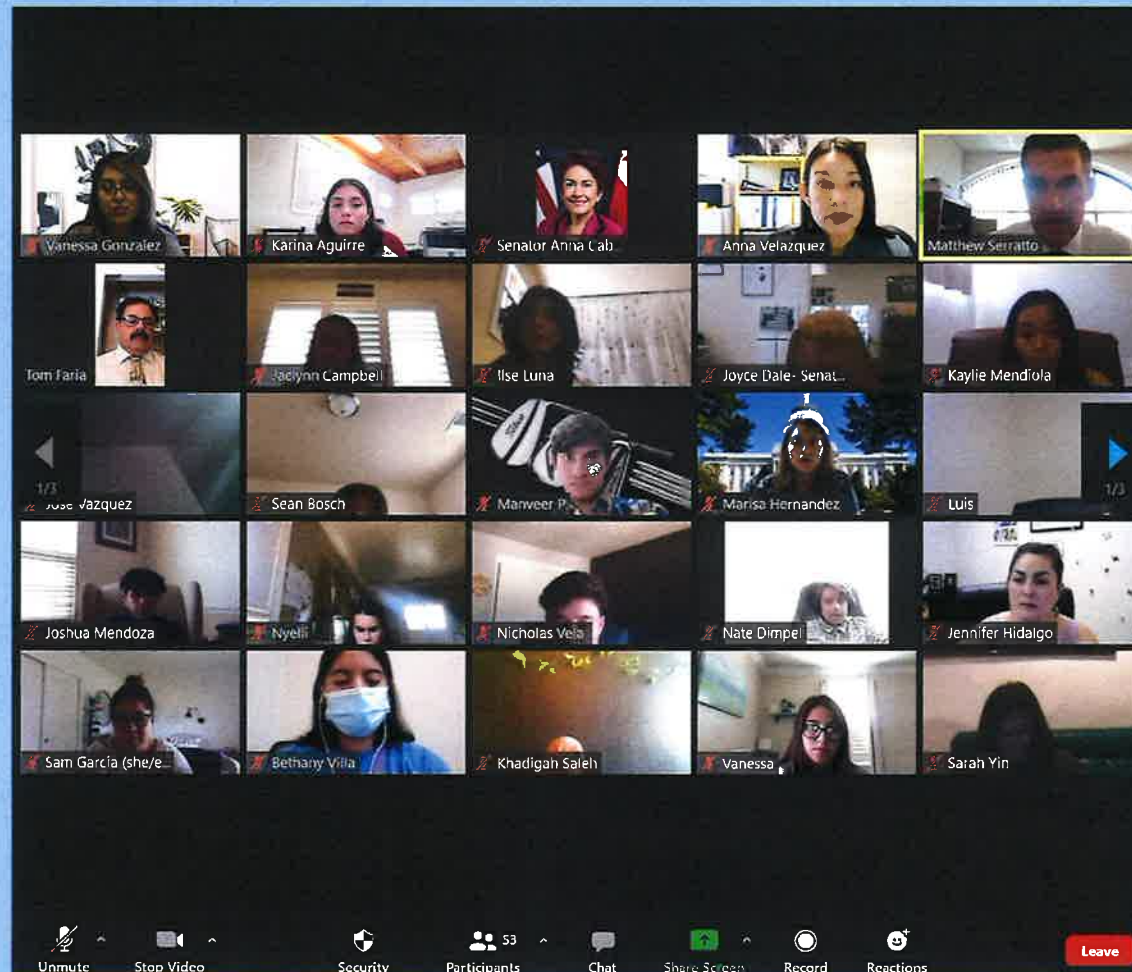 Vanessa Gonzalez
Karina Aguirre
Senator Anna Cab
Anna Velazquez
Matthew Serratto
Tom Faria
Jaclynn Campbell
Ilse Luna
Joyce Dale- Senat...
Kaylie Mendiola
1/3
Jose Vazquez
Sean Bosch
Manveer P
Marisa Hernandez
Luis
1/3
Joshua Mendoza
Nyelli
Nicholas Vela
Nate Dimpel
Jennifer Hidalgo
Sam Garcia (she/e...
Bethany Villa
Khadigah Saleh
Vanessa
Sarah Yin
Unmute
Stop Video
Security
53
Participants
Chat
Share Screen
Record
Reactions
Leave